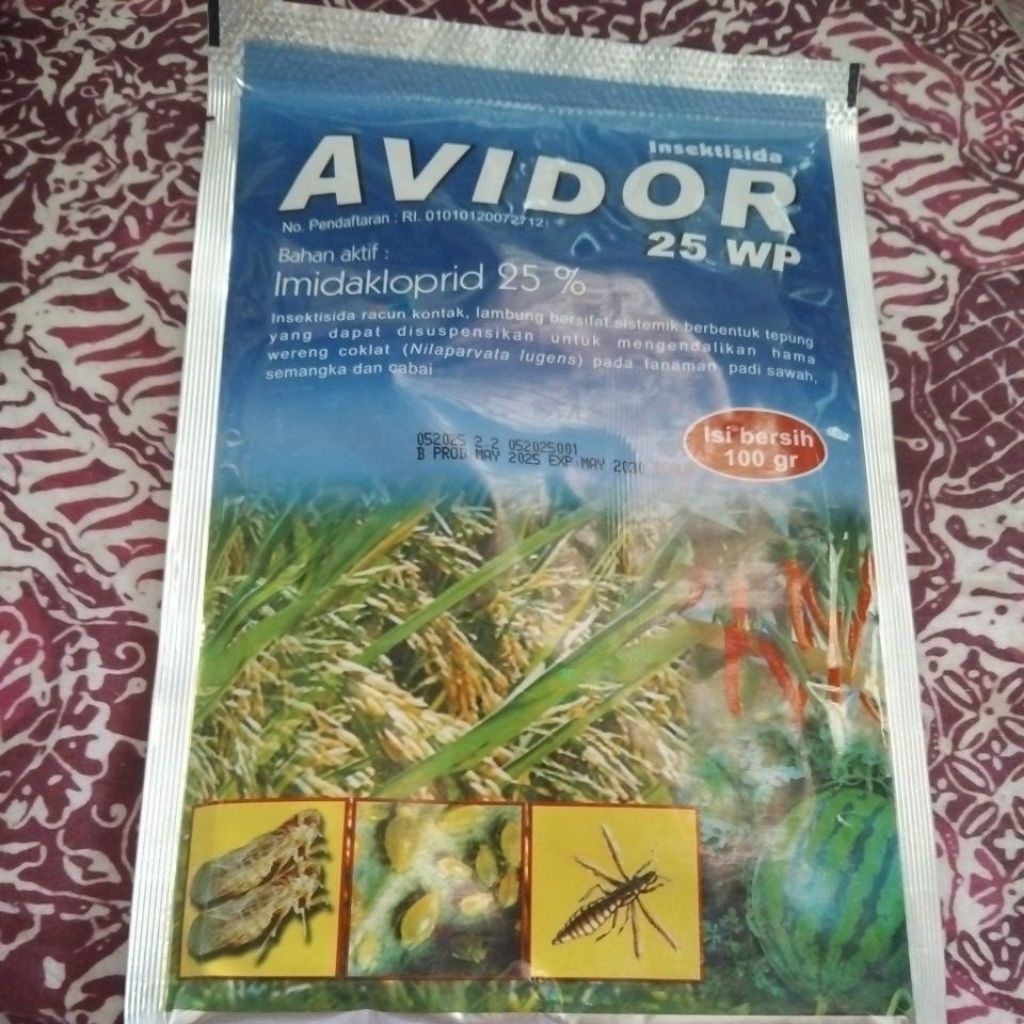 Insektisida
AVIDOR
No. Pendaftaran : RI. 01010120072712
25 WP
Bahan aktif :
Imidakloprid 25 %
Insektisida racun kontak, lambung bersifat sistemik berbentuk tepung
yang dapat disuspensikan untuk mengendalikan hama
wereng coklat (Nilaparvata lugens) pada tanaman padi sawah,
semangka dan cabai
052025 2.2 052025001
B PROD MAY 2025 EXP MAY 2030
Isi bersih
100 gr